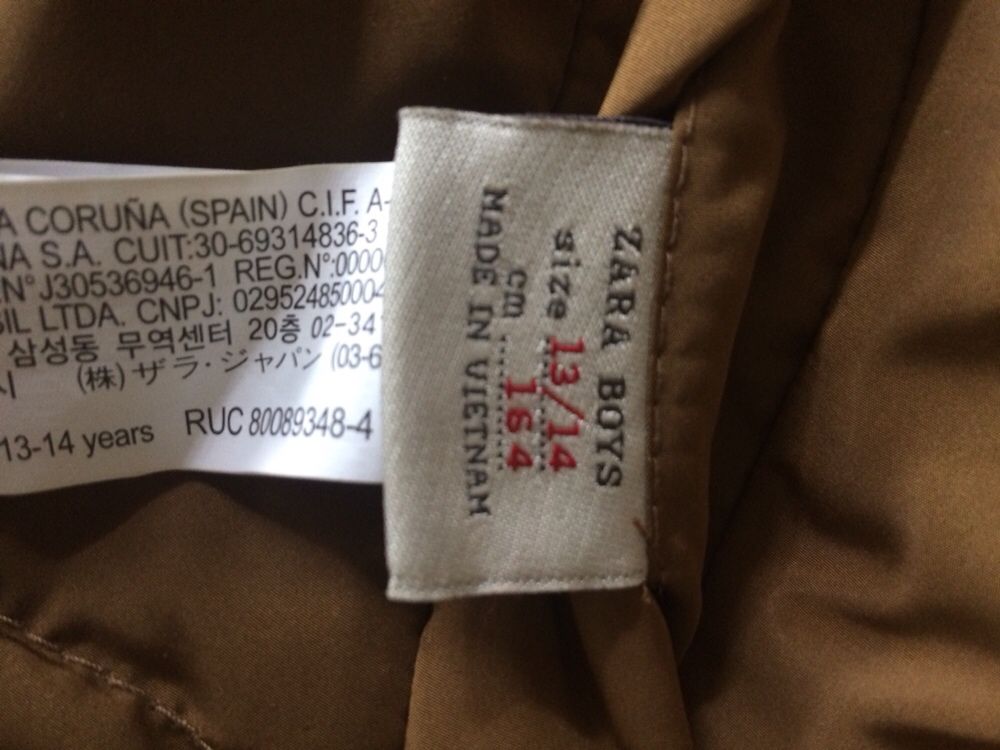 A CORUÑA (SPAIN) C.I.F. A-
NA S.A. CUIT:30-69314836-3
N° J30536946-1 REG.N°:0000
SIL LTDA. CNPJ: 02952485000
삼성동 무역센터 20층 02-34
시 (株) ザラ・ジャパン (03-6
13-14 years RUC 80089348-4
ZARA BOYS
size 13/14
cm 164
MADE IN VIETNAM